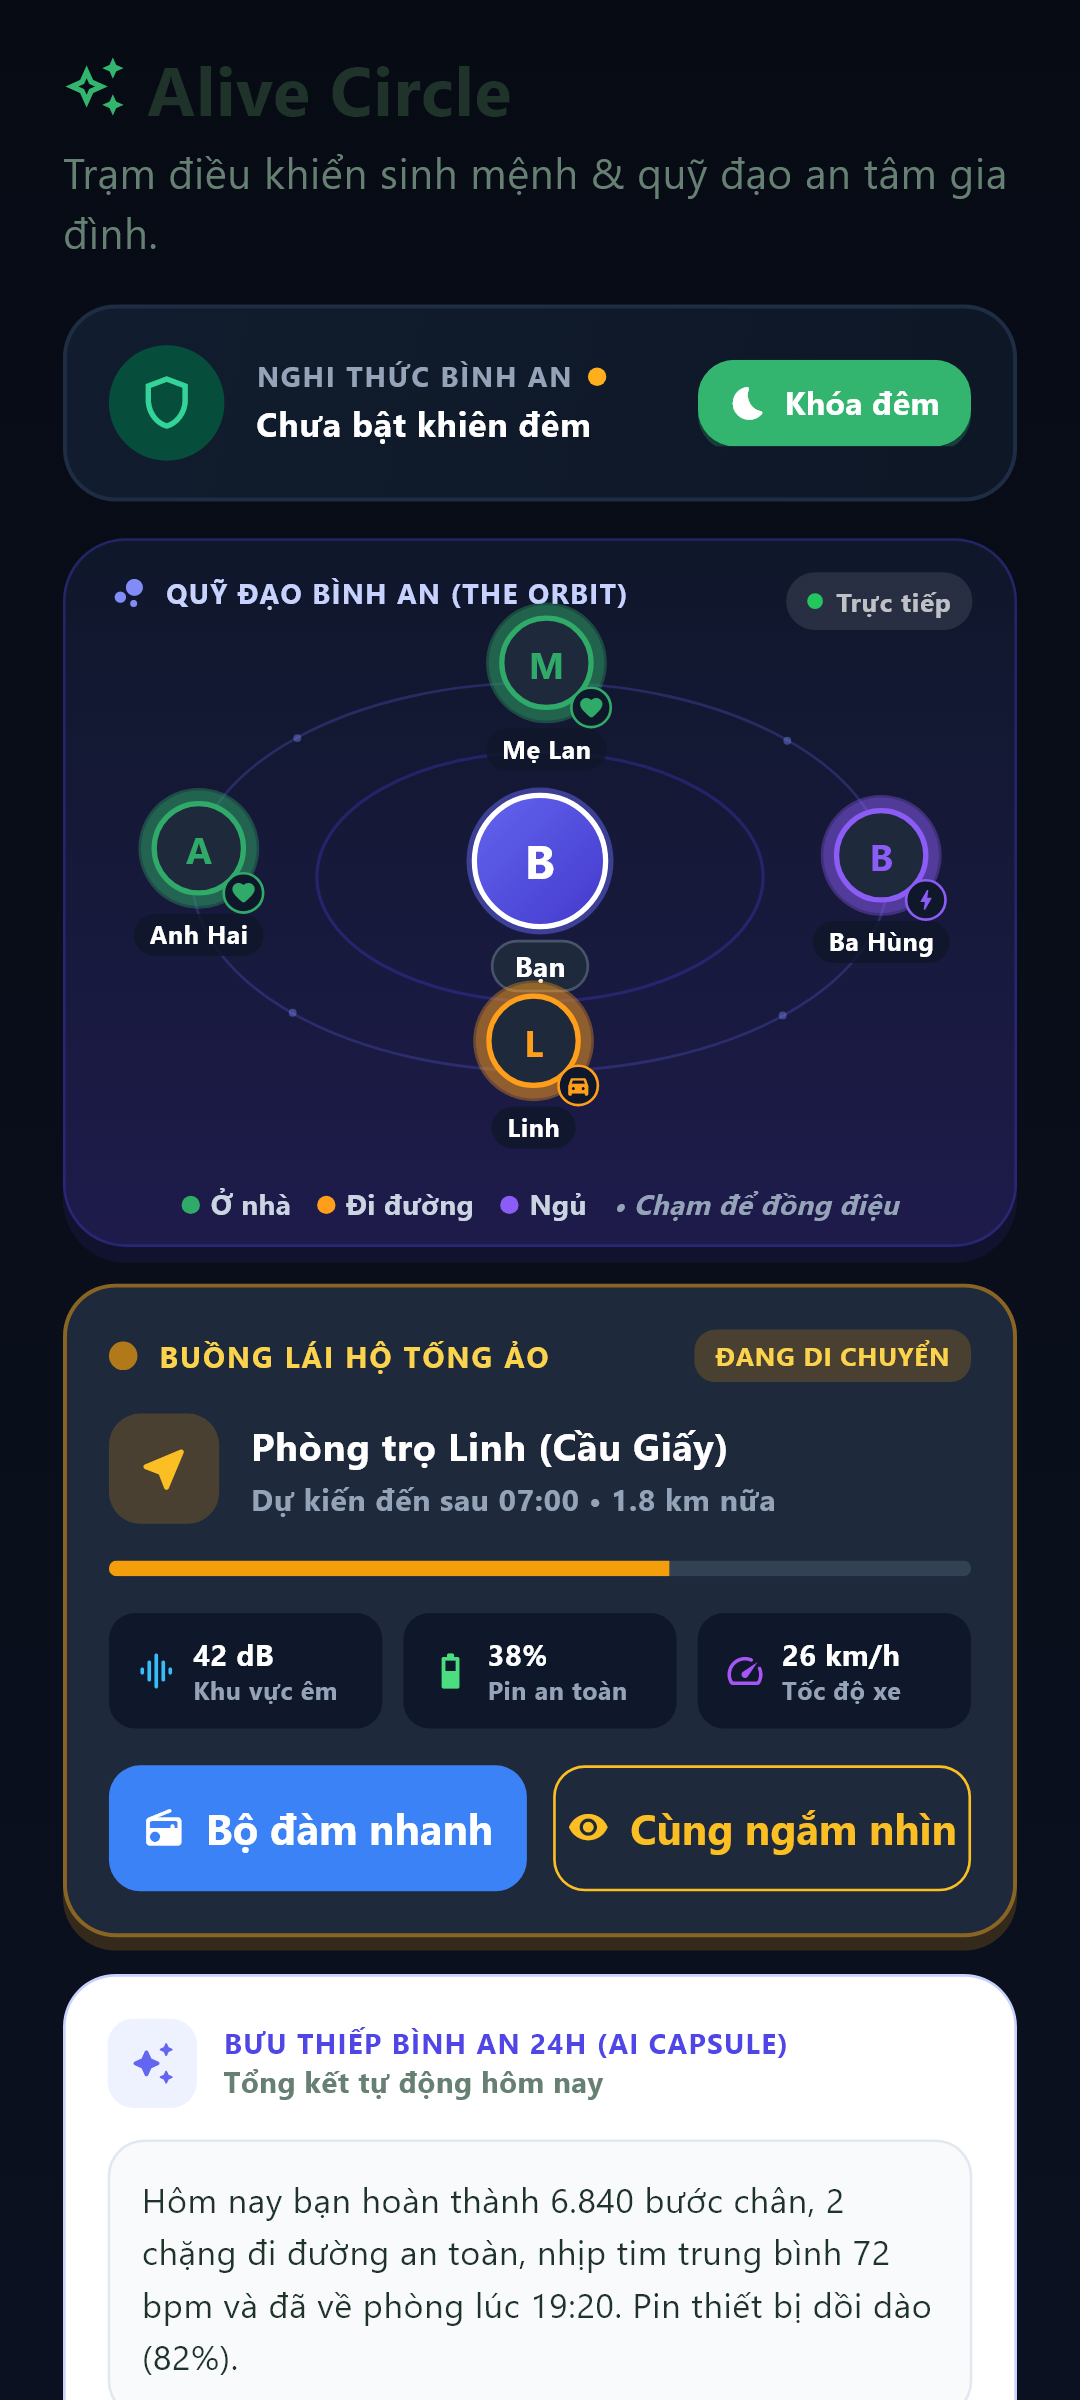 Alive Circle
Trạm điều khiển sinh mệnh & quỹ đạo an tâm gia
đình.
NGHI THỨC BÌNH AN
Chưa bật khiên đêm
Khóa đêm
QUỸ ĐẠO BÌNH AN (THE ORBIT)
Trực tiếp
M
Mẹ Lan
A
Anh Hai
B
Bạn
B
Ba Hùng
L
Linh
Ở nhà
Đi đường
Ngủ
• Chạm để đồng điệu
BUỒNG LÁI HỘ TỐNG ẢO
ĐANG DI CHUYỂN
Phòng trọ Linh (Cầu Giấy)
Dự kiến đến sau 07:00 • 1.8 km nữa
42 dB
Khu vực êm
38%
Pin an toàn
26 km/h
Tốc độ xe
Bộ đàm nhanh
Cùng ngắm nhìn
BƯU THIẾP BÌNH AN 24H (AI CAPSULE)
Tổng kết tự động hôm nay
Hôm nay bạn hoàn thành 6.840 bước chân, 2
chặng đi đường an toàn, nhịp tim trung bình 72
bpm và đã về phòng lúc 19:20. Pin thiết bị dồi dào
(82%).